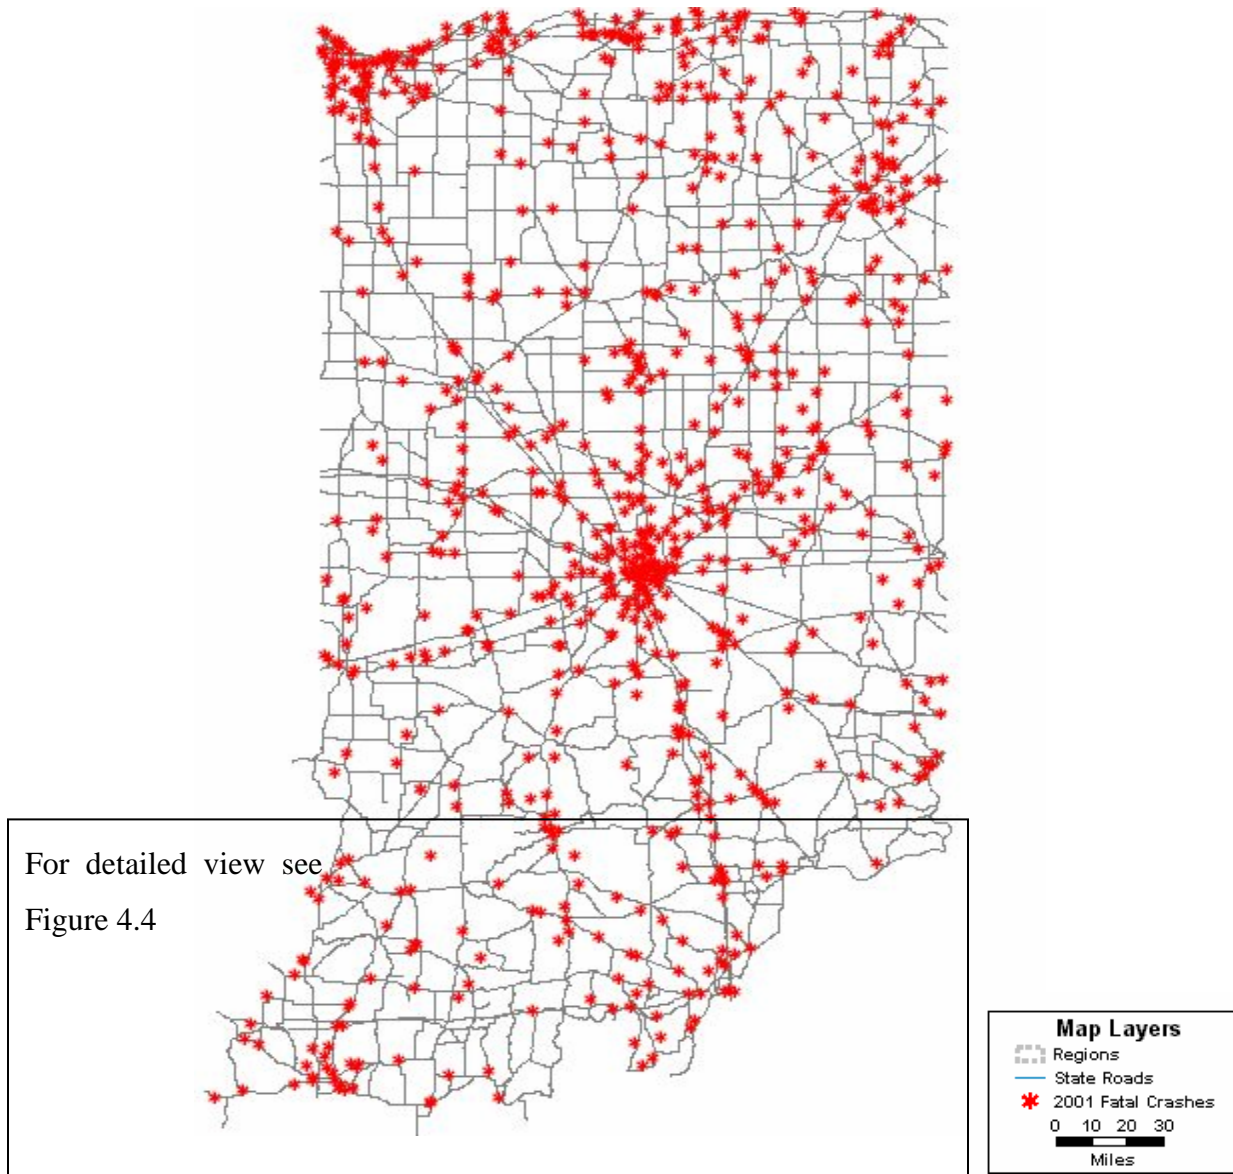 For detailed view see
Figure 4.4
Map Layers
Regions
State Roads
2001 Fatal Crashes
0 10 20 30
Miles